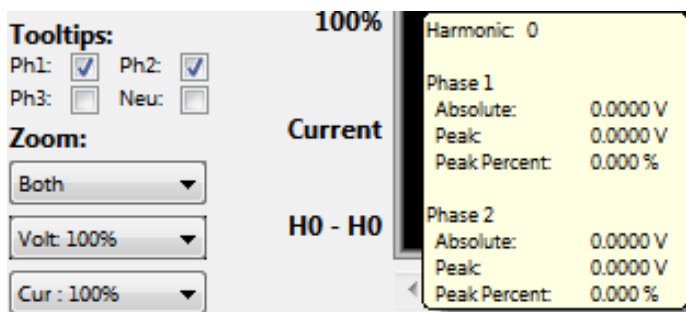 Tooltips:
Ph1: Ph2:
Ph3: Neu:
Zoom:
Both
Volt: 100%
Cur : 100%
100%
Current
H0 - H0
Harmonic: 0
Phase 1
Absolute: 0.0000 V
Peak: 0.0000 V
Peak Percent: 0.000 %
Phase 2
Absolute: 0.0000 V
Peak: 0.0000 V
Peak Percent: 0.000 %